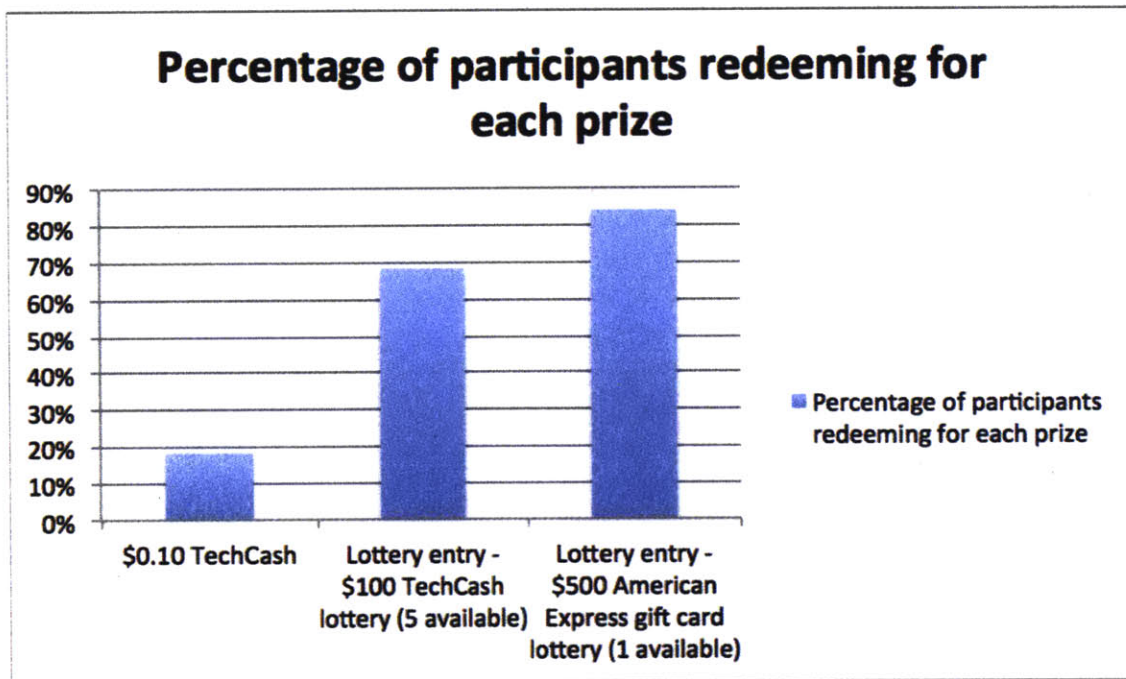 Percentage of participants redeeming for
each prize
90%
80%
70%
60%
50%
40%
30%
20%
10%
0%
$0.10 TechCash
Lottery entry -
$100 TechCash
lottery (5 available)
Lottery entry -
$500 American
Express gift card
lottery (1 available)
Percentage of participants
redeeming for each prize